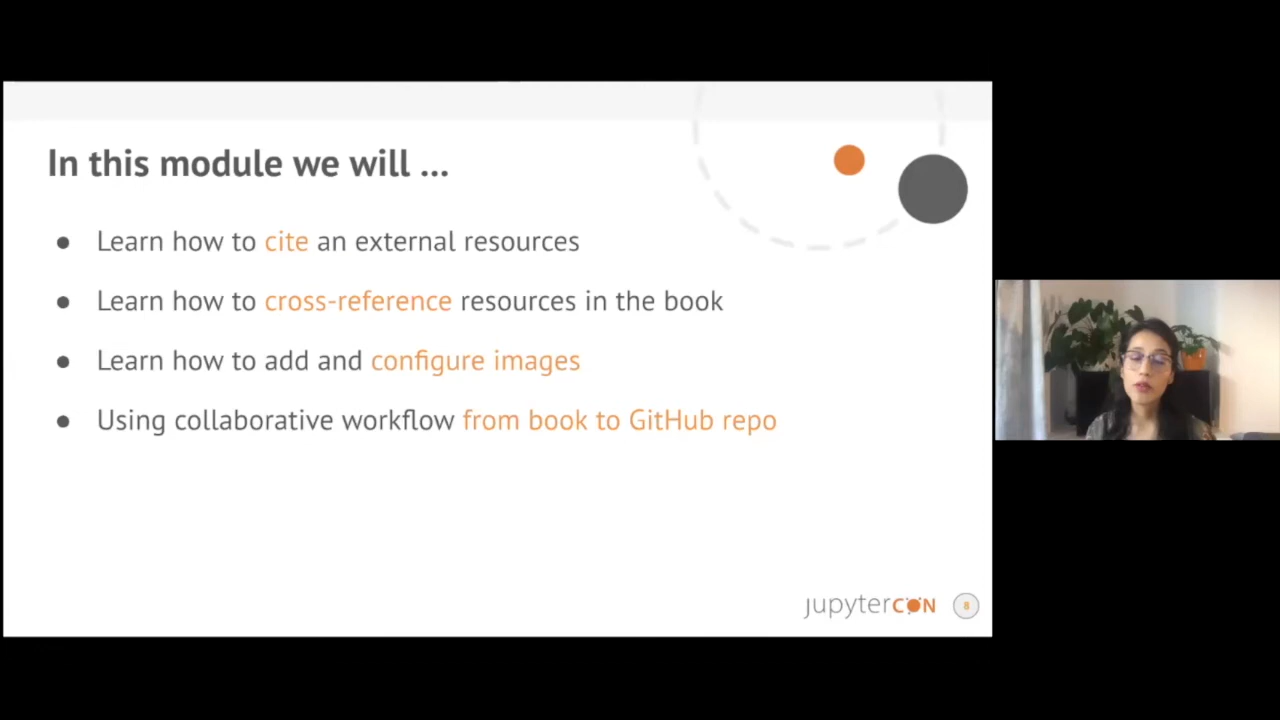 In this module we will ...
● Learn how to cite an external resources
● Learn how to cross-reference resources in the book
● Learn how to add and configure images
● Using collaborative workflow from book to GitHub repo
jupytercon 8